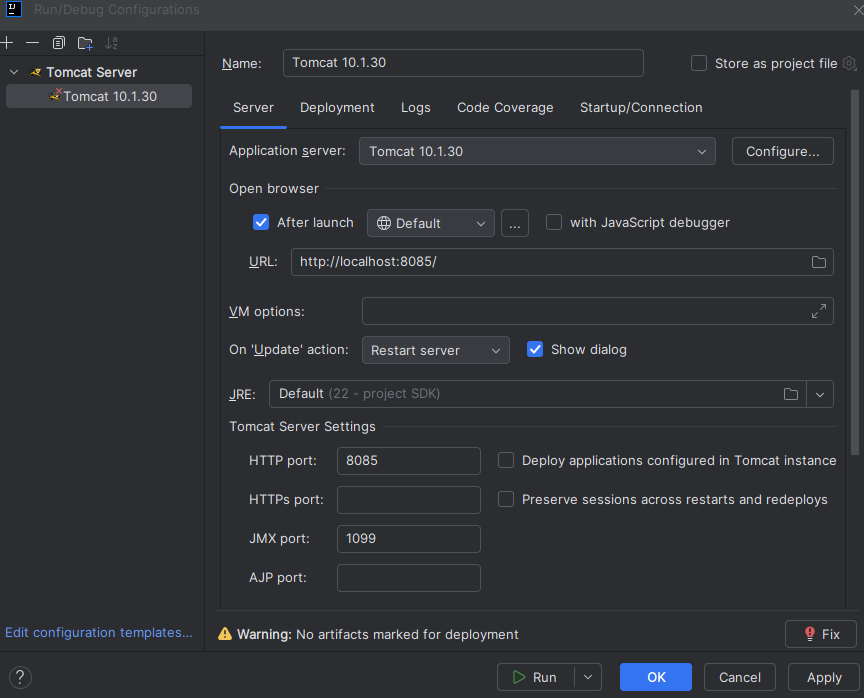 Run/Debug Configurations
Tomcat Server
Tomcat 10.1.30
Name: Tomcat 10.1.30 Store as project file
Server Deployment Logs Code Coverage Startup/Connection
Application server: Tomcat 10.1.30 Configure...
Open browser
After launch Default ... with JavaScript debugger
URL: http://localhost:8085/
VM options:
On 'Update' action: Restart server Show dialog
JRE: Default (22 - project SDK)
Tomcat Server Settings
HTTP port: 8085 Deploy applications configured in Tomcat instance
HTTPs port: Preserve sessions across restarts and redeploys
JMX port: 1099
AJP port:
Edit configuration templates... Warning: No artifacts marked for deployment Fix
? Run OK Cancel Apply